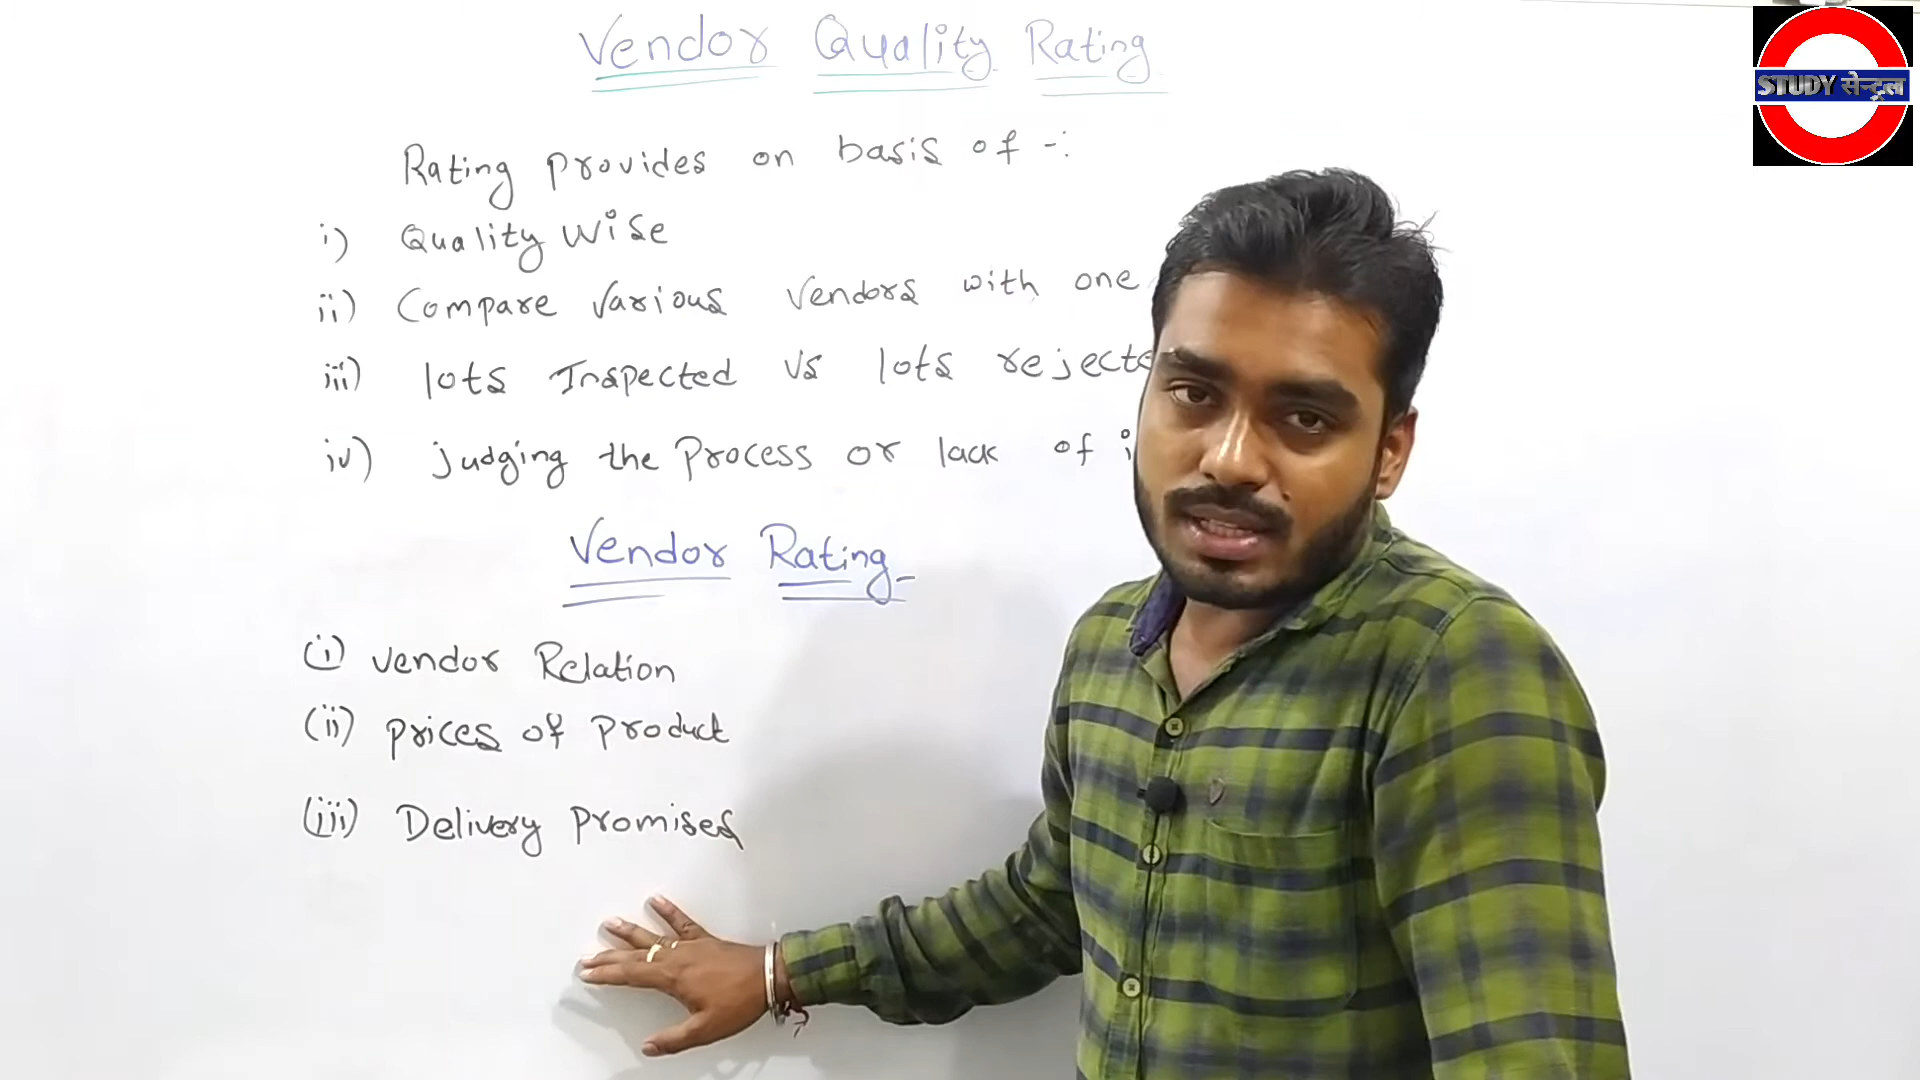 Vendor Quality Rating
STUDY सेन्ट्रल
Rating provides on basis of -:
i) Quality Wise
ii) Compare Various Vendors with one
iii) lots Inspected Vs lots rejecte
iv) judging the Process or lack of i
Vendor Rating
(i) vendor Relation
(ii) prices of product
(iii) Delivery promises